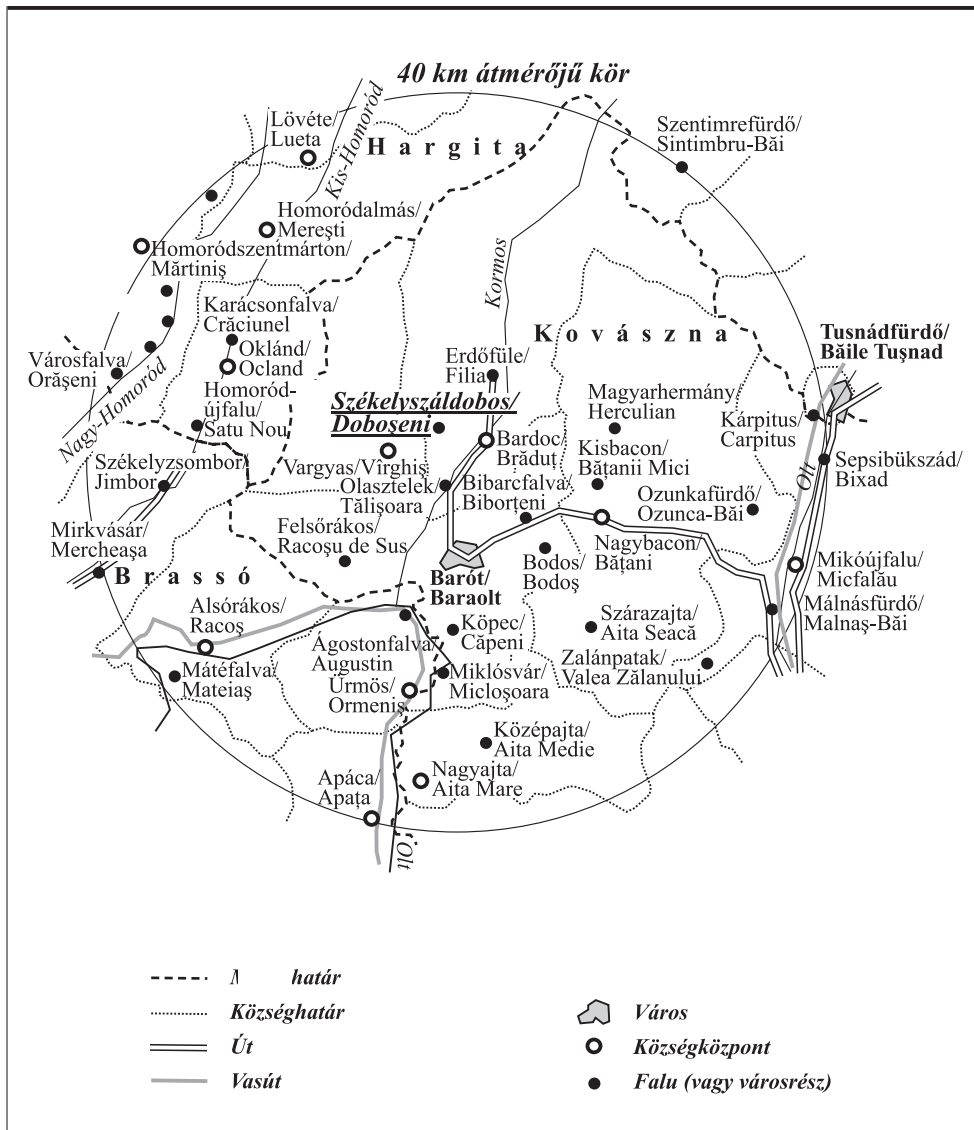 40 km átmérőjű kör
Lövéte/
Lueta
Kis-Homoród
Hargita
Szentimrefürdő/
Sintimbru-Băi
Homoródalmás/
Mereşti
Homoródszentmárton/
Mărtiniş
Kormos
Karácsonfalva/
Crăciunel
Kovászna
Tusnádfürdő/
Băile Tuşnad
Városfalva/
Orăşeni
Oklánd/
Ocland
Erdőfüle/
Filia
Nagy-Homoród
Homoród-
újfalu/
Satu Nou
Székelyszáldobos/
Doboşeni
Magyarhermány/
Herculian
Kárpitus/
Carpitus
Bardoc/
Brăduţ
Kisbacon/
Băţanii Mici
Olt
Sepsibükszád/
Bixad
Székelyzsombor/
Jimbor
Vargyas/Vîrghiş
Olasztelek/
Tălişoara
Bibarcfalva/
Biborţeni
Ozunkafürdő/
Ozunca-Băi
Mirkvásár/
Mercheaşa
Felsőrákos/
Racoşu de Sus
Nagybacon/
Băţani
Bodos/
Bodoş
Mikóújfalu/
Micfalău
Brassó
Barót/
Baraolt
Alsórákos/
Racoş
Málnásfürdő/
Malnaş-Băi
Ágostonfalva/
Augustin
Köpec/
Căpeni
Szárazajta/
Aita Seacă
Mátéfalva/
Mateiaş
Ürmös/
Ormeniş
Miklósvár/
Micloşoara
Zalánpatak/
Valea Zălanului
Középajta/
Aita Medie
Apáca/
Apaţa
Nagyajta/
Aita Mare
Olt
határ
Községhatár
Út
Vasút
Város
Községközpont
Falu (vagy városrész)